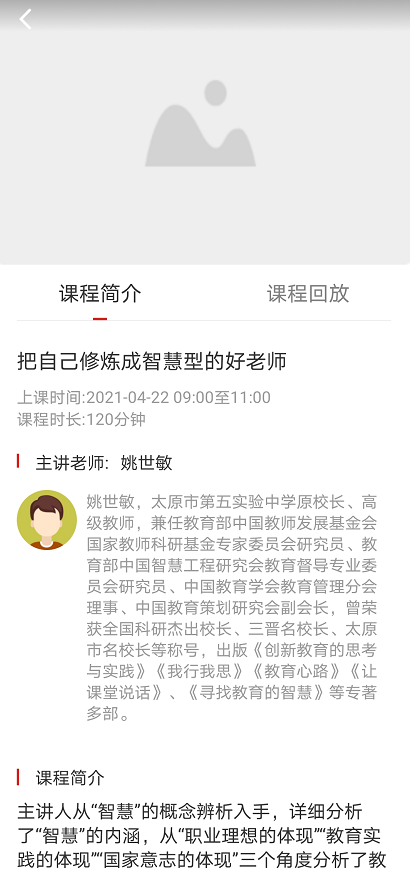 课程简介
课程回放
把自己修炼成智慧型的好老师
上课时间:2021-04-22 09:00至11:00
课程时长:120分钟
主讲老师: 姚世敏
姚世敏，太原市第五实验中学原校长、高
级教师，兼任教育部中国教师发展基金会
国家教师科研基金专家委员会研究员、教
育部中国智慧工程研究会教育督导专业委
员会研究员、中国教育学会教育管理分会
理事、中国教育策划研究会副会长，曾荣
获全国科研杰出校长、三晋名校长、太原
市名校长等称号，出版《创新教育的思考
与实践》《我行我思》《教育心路》《让
课堂说话》、《寻找教育的智慧》等专著
多部。
课程简介
主讲人从“智慧”的概念辨析入手，详细分析
了“智慧”的内涵，从“职业理想的体现”“教育实
践的体现”“国家意志的体现”三个角度分析了教